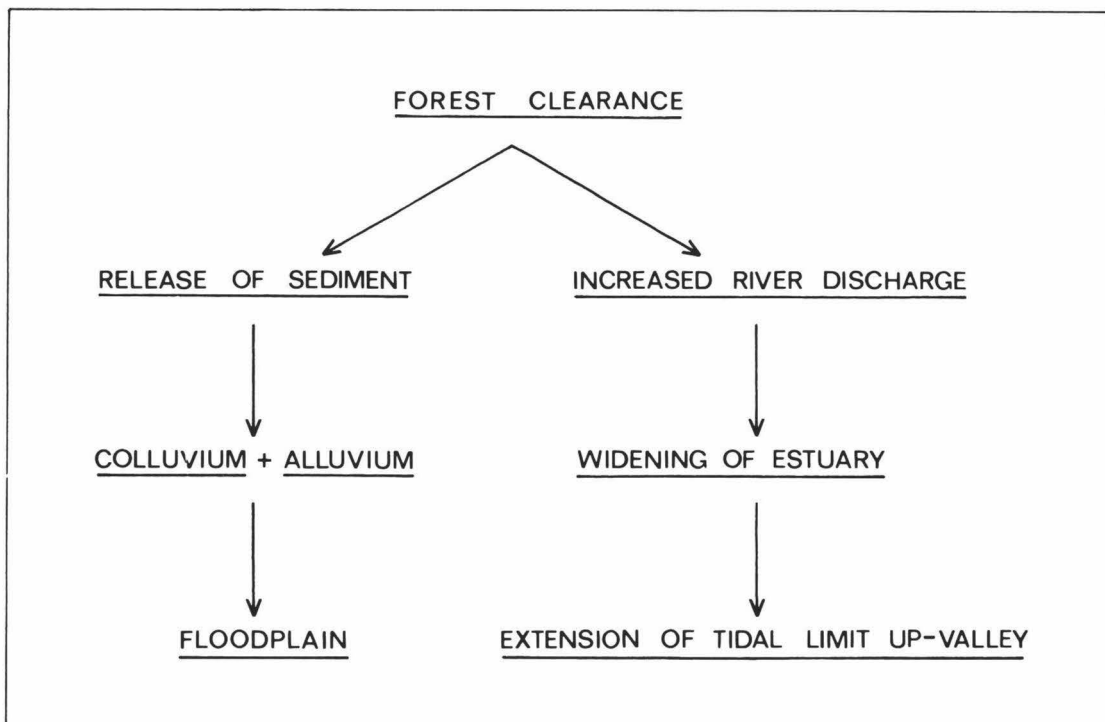 FOREST CLEARANCE
RELEASE OF SEDIMENT
INCREASED RIVER DISCHARGE
COLLUVIUM + ALLUVIUM
WIDENING OF ESTUARY
FLOODPLAIN
EXTENSION OF TIDAL LIMIT UP-VALLEY